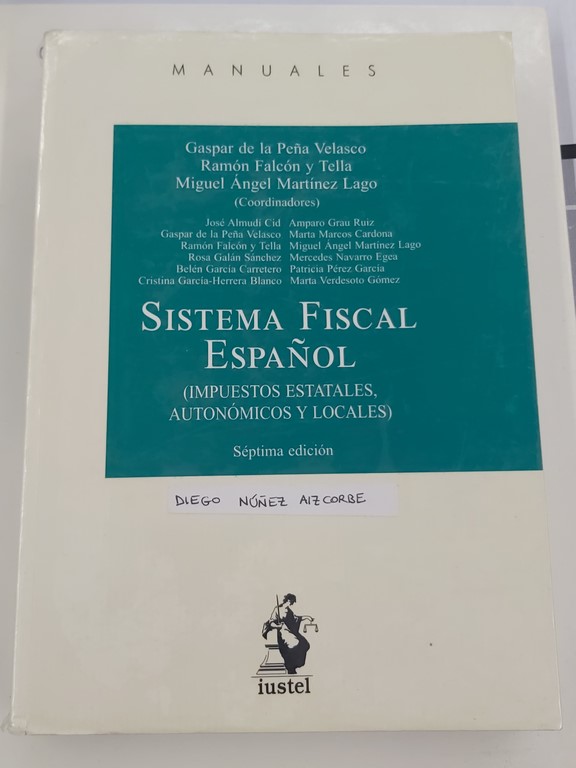 MANUALES
Gaspar de la Peña Velasco
Ramón Falcón y Tella
Miguel Ángel Martínez Lago
(Coordinadores)
José Almudí Cid Amparo Grau Ruiz
Gaspar de la Peña Velasco Marta Marcos Cardona
Ramón Falcón y Tella Miguel Ángel Martínez Lago
Rosa Galán Sánchez Mercedes Navarro Egea
Belén García Carretero Patricia Pérez García
Cristina García-Herrera Blanco Marta Verdesoto Gómez
SISTEMA FISCAL
ESPAÑOL
(IMPUESTOS ESTATALES,
AUTONÓMICOS Y LOCALES)
Séptima edición
DIEGO NÚÑEZ AIZCORBE
iustel